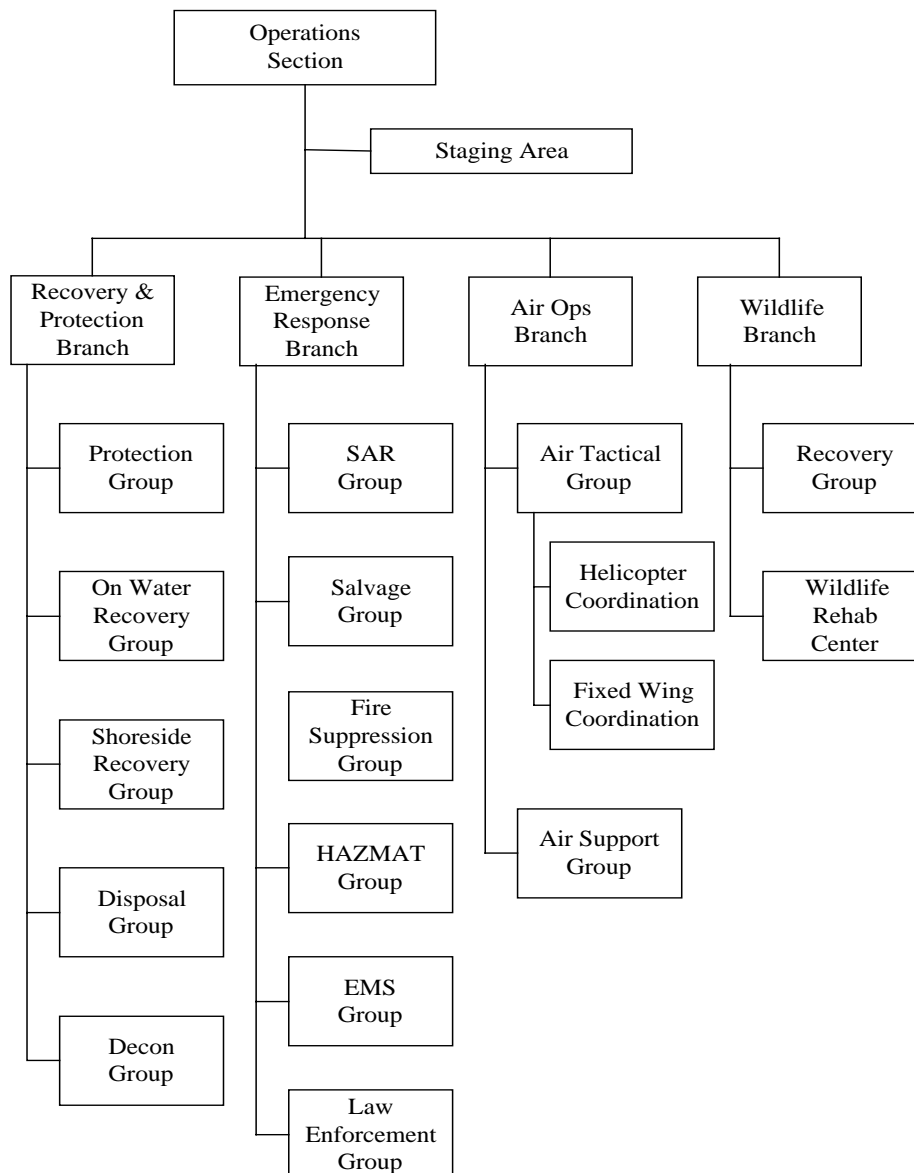 Operations
Section
Staging Area
Recovery &
Protection
Branch
Emergency
Response
Branch
Air Ops
Branch
Wildlife
Branch
Protection
Group
SAR
Group
Air Tactical
Group
Recovery
Group
On Water
Recovery
Group
Salvage
Group
Helicopter
Coordination
Wildlife
Rehab
Center
Shoreside
Recovery
Group
Fire
Suppression
Group
Fixed Wing
Coordination
Disposal
Group
HAZMAT
Group
Air Support
Group
Decon
Group
EMS
Group
Law
Enforcement
Group